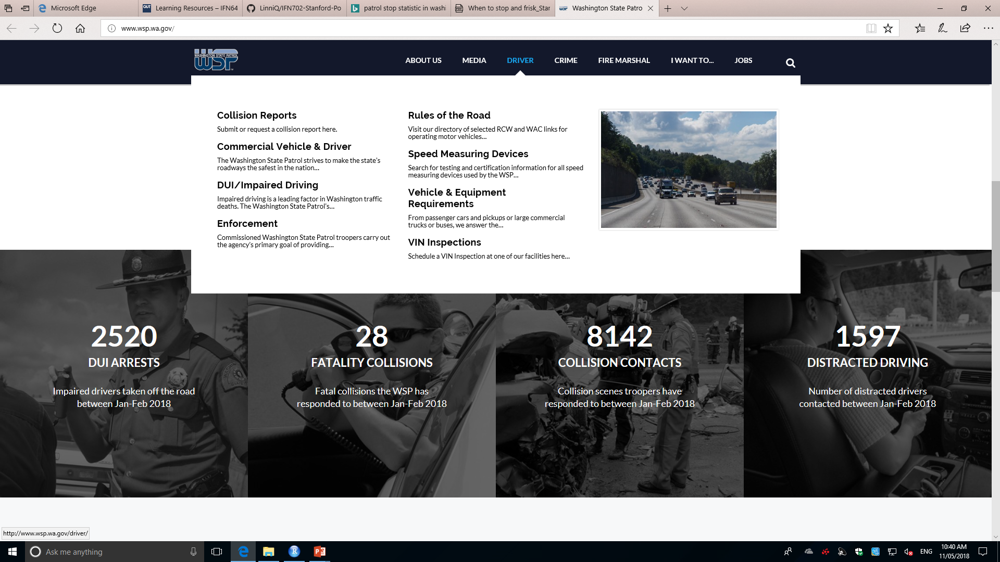 Microsoft Edge
QUT
Learning Resources – IFN64
LinniQ/IFN702-Stanford-Po
patrol stop statistic in washi
When to stop and frisk_Star
Washington State Patro
www.wsp.wa.gov/
WASHINGTON STATE PATROL
WSP
ABOUT US
MEDIA
DRIVER
CRIME
FIRE MARSHAL
I WANT TO...
JOBS
Collision Reports
Submit or request a collision report here.
Commercial Vehicle & Driver
The Washington State Patrol strives to make the state's
roadways the safest in the nation...
DUI/Impaired Driving
Impaired driving is a leading factor in Washington traffic
deaths. The Washington State Patrol's...
Enforcement
Commissioned Washington State Patrol troopers carry out
the agency's primary goal of providing...
Rules of the Road
Visit our directory of selected RCW and WAC links for
operating motor vehicles...
Speed Measuring Devices
Search for testing and certification information for all speed
measuring devices used by the WSP...
Vehicle & Equipment
Requirements
From passenger cars and pickups or large commercial
trucks or buses, we answer the...
VIN Inspections
Schedule a VIN Inspection at one of our facilities here...
2520
DUI ARRESTS
Impaired drivers taken off the road
between Jan-Feb 2018
28
FATALITY COLLISIONS
Fatal collisions the WSP has
responded to between Jan-Feb 2018
8142
COLLISION CONTACTS
Collision scenes troopers have
responded to between Jan-Feb 2018
1597
DISTRACTED DRIVING
Number of distracted drivers
contacted between Jan-Feb 2018
http://www.wsp.wa.gov/driver/
Ask me anything
ENG
10:40 AM
11/05/2018